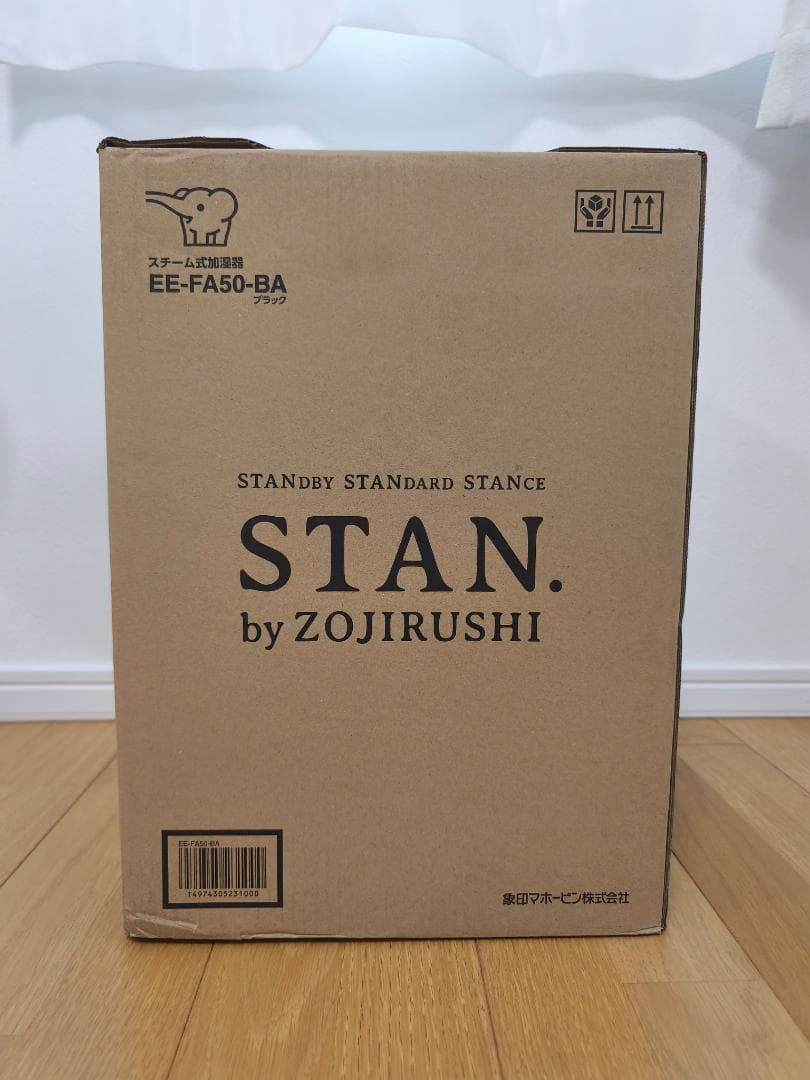 スチーム式加湿器
EE-FA50-BA
ブラック
STANDBY STANDARD STANCE
STAN.
by ZOJIRUSHI
EE-FA50-BA
T4974305231000
象印マホービン株式会社